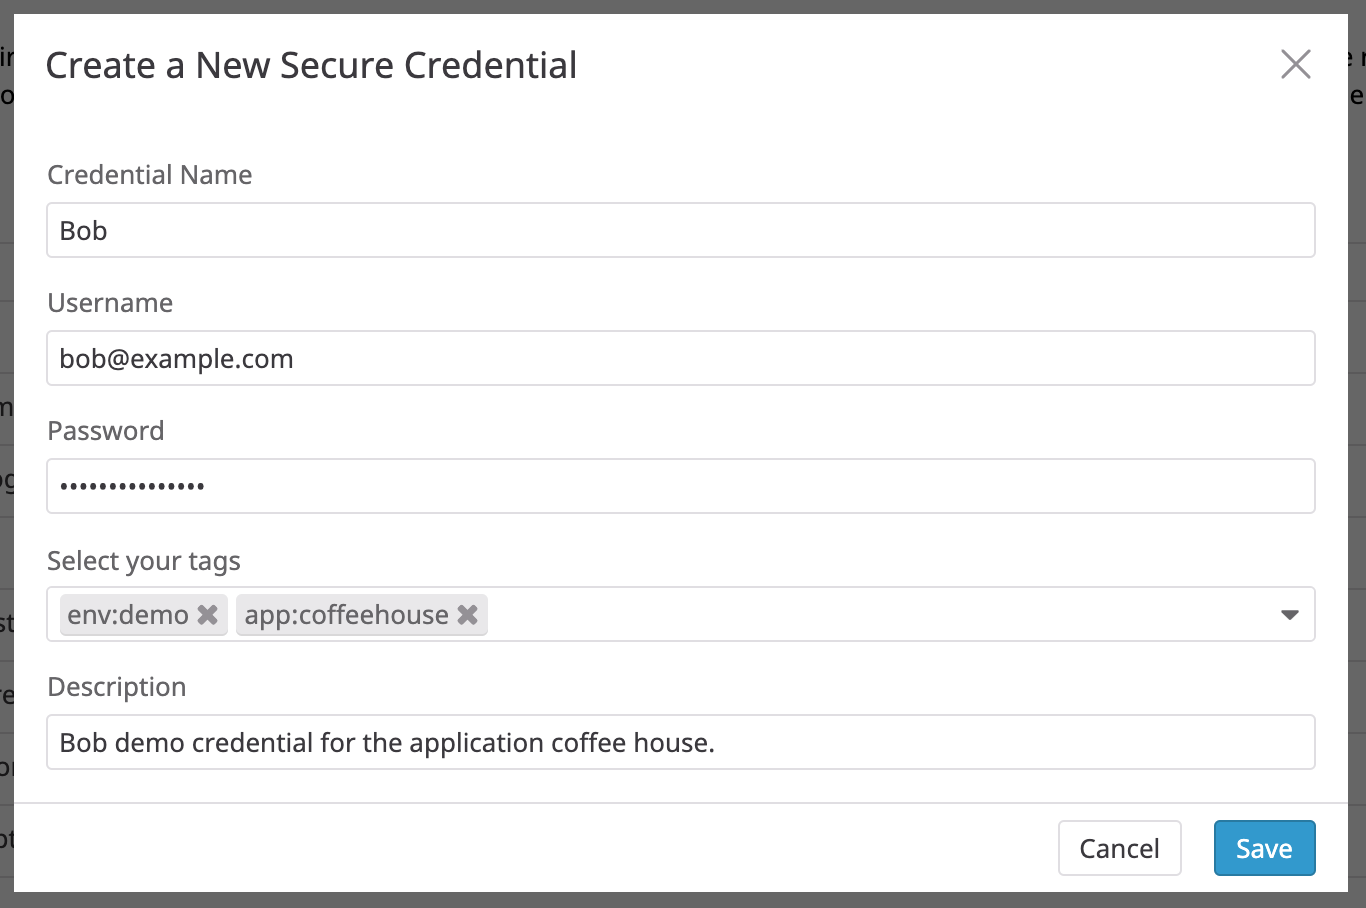 Create a New Secure Credential
Credential Name
Bob
Username
bob@example.com
Password
•••••••••••••••
Select your tags
env:demo ✖ app:coffeehouse ✖
Description
Bob demo credential for the application coffee house.
Cancel Save